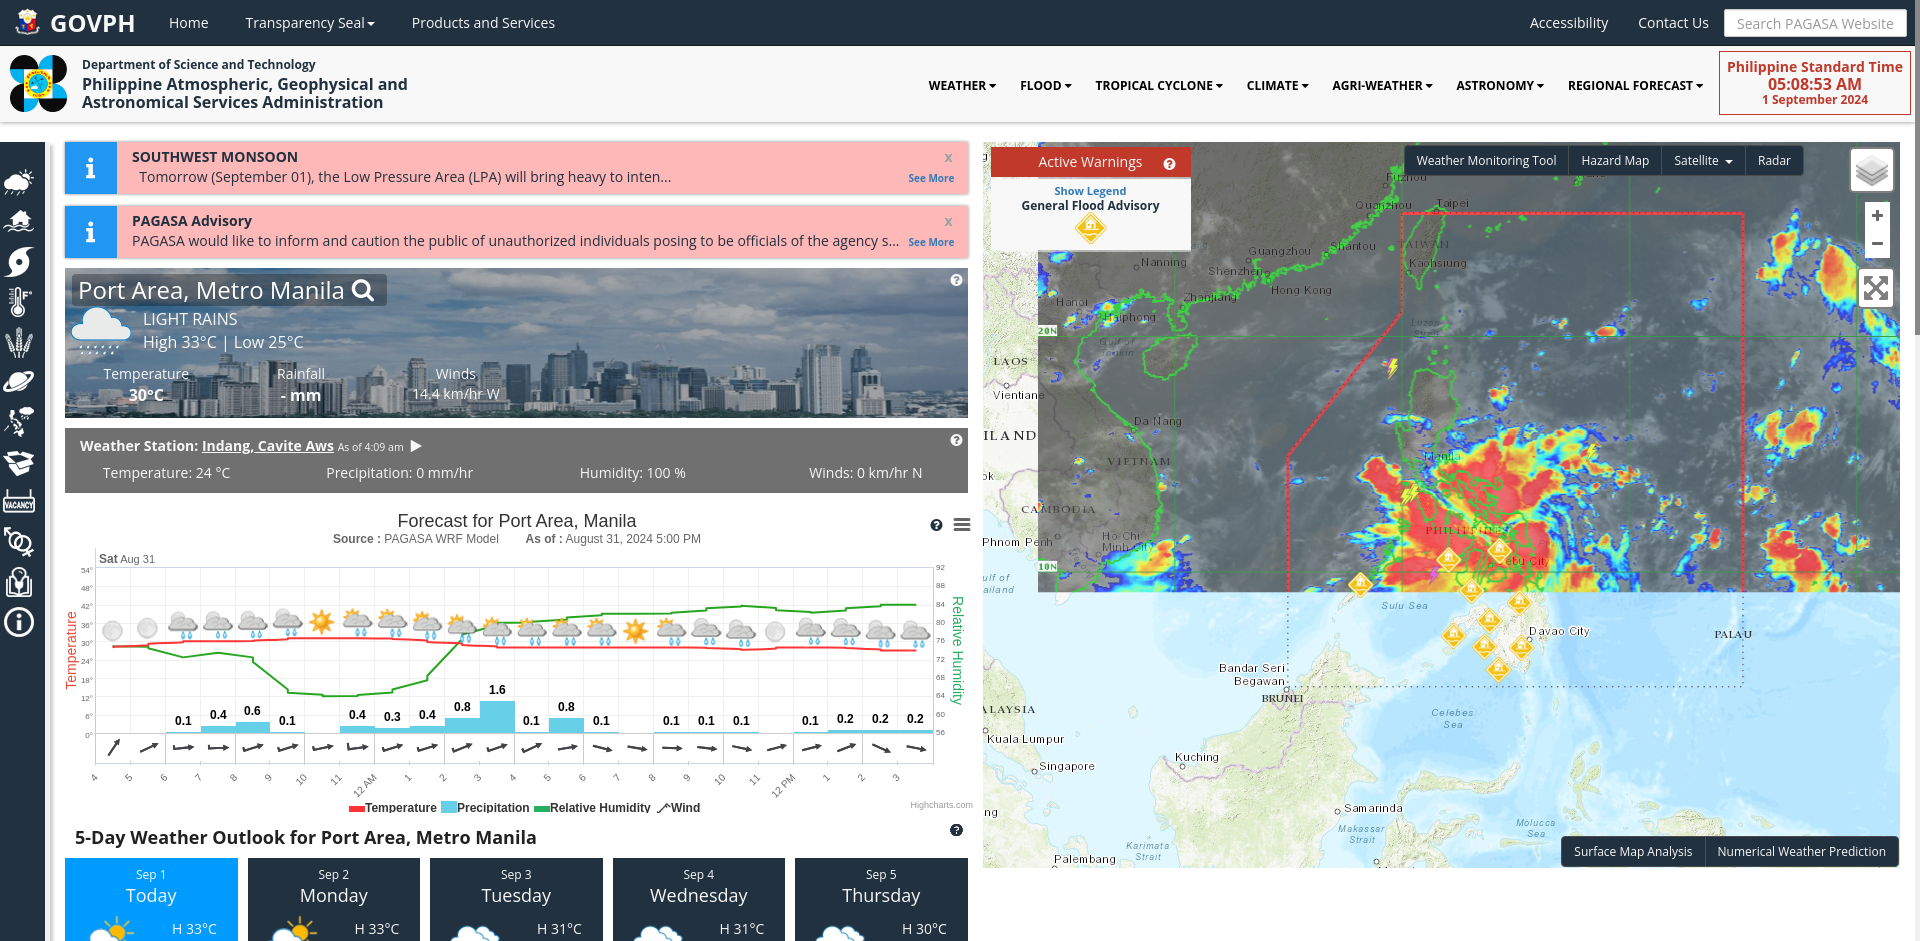 GOVPH
Home
Transparency Seal
Products and Services
Accessibility
Contact Us
Search PAGASA Website
Department of Science and Technology
Philippine Atmospheric, Geophysical and
Astronomical Services Administration
WEATHER
FLOOD
TROPICAL CYCLONE
CLIMATE
AGRI-WEATHER
ASTRONOMY
REGIONAL FORECAST
Philippine Standard Time
05:08:53 AM
1 September 2024
SOUTHWEST MONSOON
x
Tomorrow (September 01), the Low Pressure Area (LPA) will bring heavy to inten...
See More
PAGASA Advisory
x
PAGASA would like to inform and caution the public of unauthorized individuals posing to be officials of the agency s...
See More
Port Area, Metro Manila
LIGHT RAINS
High 33°C | Low 25°C
Temperature
Rainfall
Winds
30°C
- mm
14.4 km/hr W
Weather Station: Indang, Cavite Aws As of 4:09 am
Temperature: 24 °C
Precipitation: 0 mm/hr
Humidity: 100 %
Winds: 0 km/hr N
VACANCY
Forecast for Port Area, Manila
Source : PAGASA WRF Model As of : August 31, 2024 5:00 PM
Sat Aug 31
54°
48°
42°
36°
30°
24°
18°
12°
6°
0°
Temperature
92
88
84
80
76
72
68
64
60
56
Relative Humidity
0.1
0.4
0.6
0.1
0.4
0.3
0.4
0.8
1.6
0.1
0.8
0.1
0.1
0.1
0.1
0.1
0.2
0.2
0.2
4
5
6
7
8
9
10
11
12 AM
1
2
3
4
5
6
7
8
9
10
11
12 PM
1
2
3
Temperature
Precipitation
Relative Humidity
Wind
Highcharts.com
5-Day Weather Outlook for Port Area, Metro Manila
Sep 1
Today
H 33°C
Sep 2
Monday
H 33°C
Sep 3
Tuesday
H 31°C
Sep 4
Wednesday
H 31°C
Sep 5
Thursday
H 30°C
Active Warnings
Show Legend
General Flood Advisory
Weather Monitoring Tool
Hazard Map
Satellite
Radar
+
−
Fuzhou
Quanzhou
Taipei
Shantou
TAIWAN
Guangzhou
Kaohsiung
Nanning
Shenzhen
Hong Kong
Zhanjiang
Hanoi
Haiphong
20N
Gulf of
Luzon
LAOS
Vientiane
Da Nang
ILAND
VIETNAM
Manila
ok
CAMBODIA
PHILIPPINES
Phnom Penh
Ho Chi
Minh City
10N
Cebu City
ulf of
ailand
Sulu Sea
Davao City
PALAU
Bandar Seri
Begawan
BRUNEI
ALAYSIA
Celebes
Sea
Kuala Lumpur
Kuching
Singapore
Samarinda
ng
Makassar
Strait
Molucca
Sea
Karimata
Strait
Palembang
Surface Map Analysis
Numerical Weather Prediction